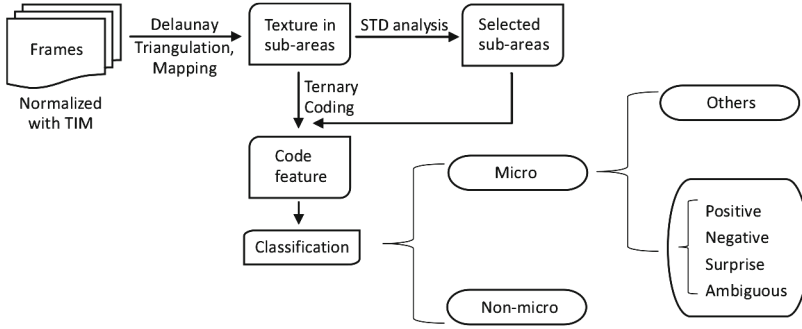 Frames
Normalized
with TIM
Delaunay
Triangulation,
Mapping
Texture in
sub-areas
STD analysis
Selected
sub-areas
Ternary
Coding
Code
feature
Classification
Micro
Non-micro
Others
Positive
Negative
Surprise
Ambiguous